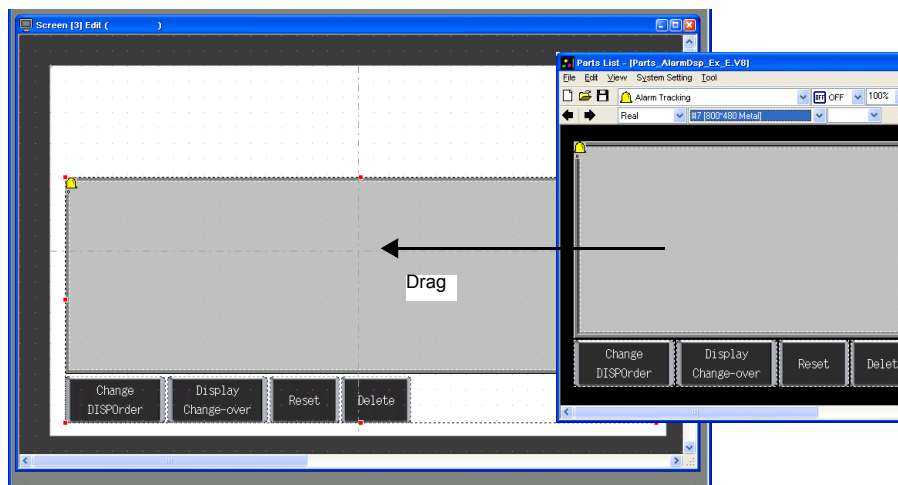 Screen [3] Edit ( )
Parts List - [Parts_AlarmDsp_Ex_E.V8]
File Edit View System Setting Tool
Alarm Tracking
OFF OFF
100%
Real
#7 [800*480 Metal]
Drag
Change
DISPOrder
Display
Change-over
Reset
Delet
Change
DISPOrder
Display
Change-over
Reset
Delete